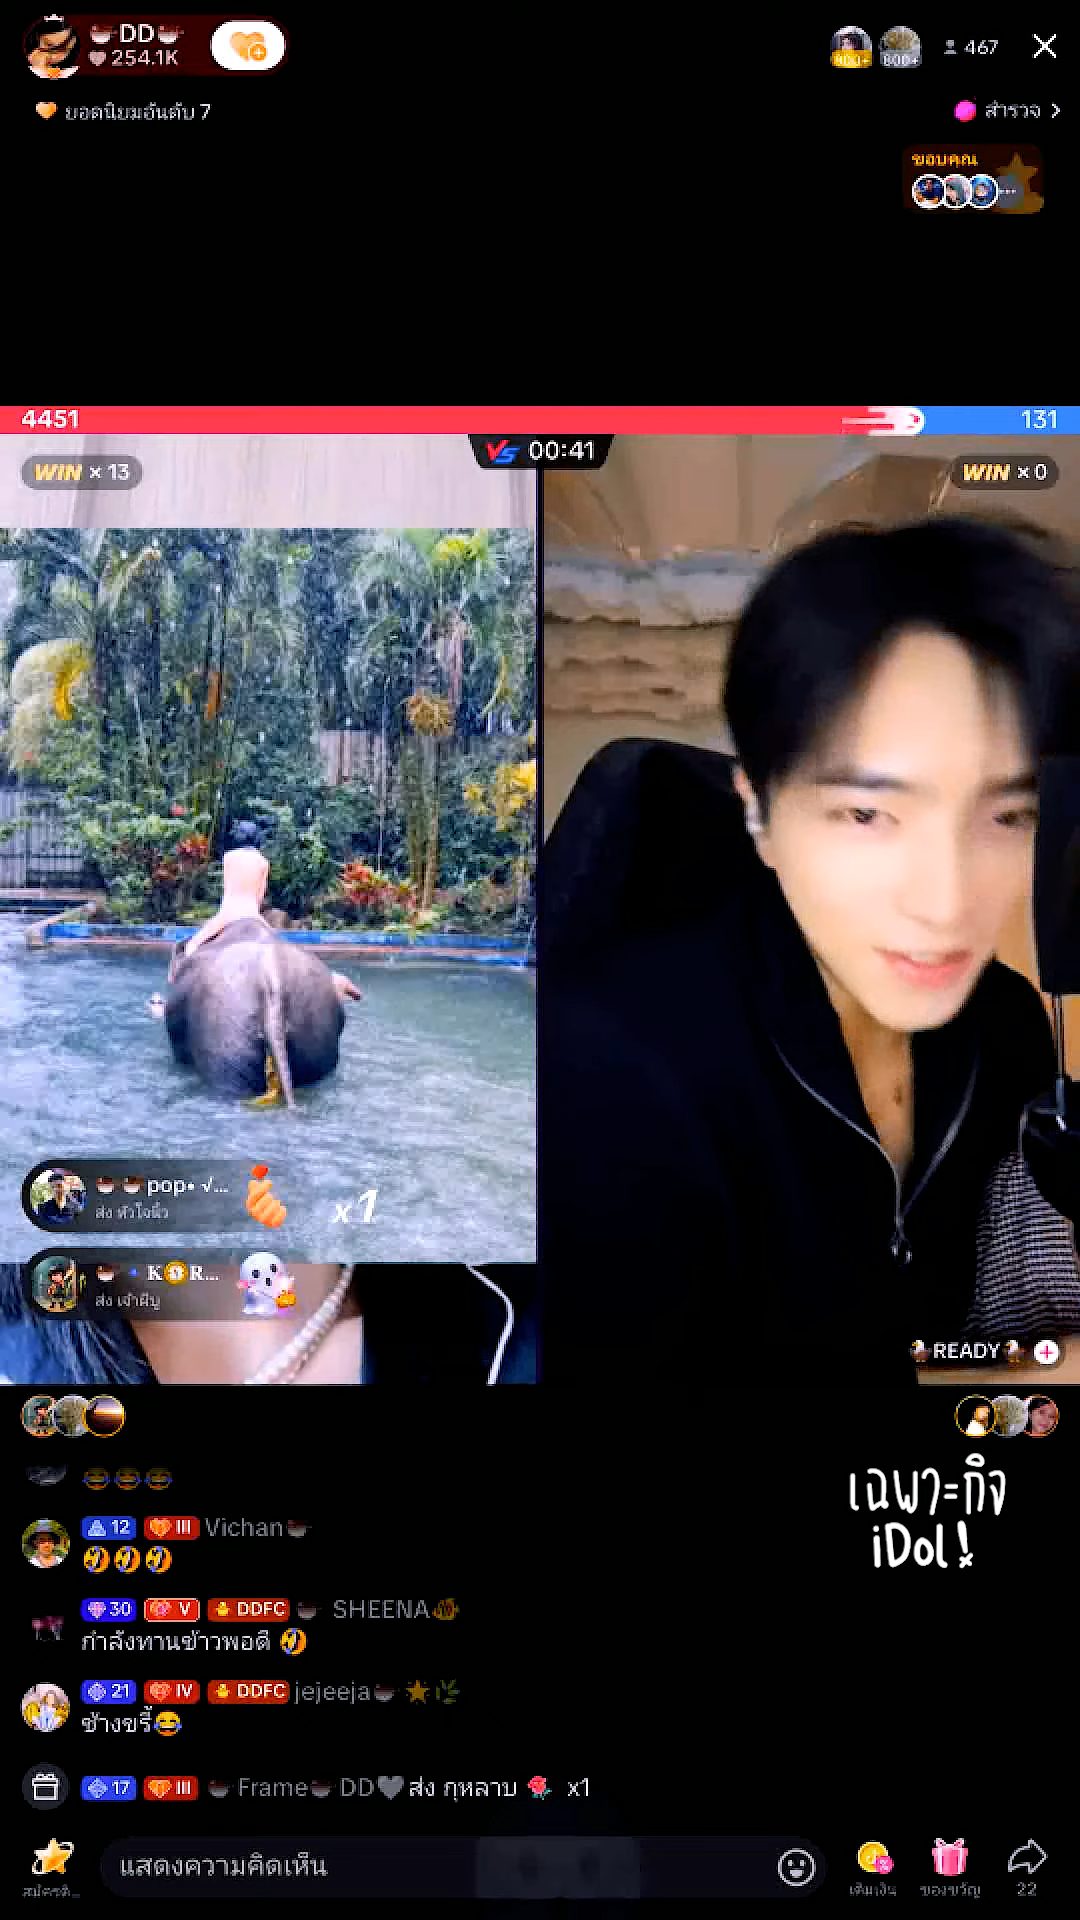 DD
254.1K
467
800+
800+
ยอดนิยมอันดับ 7
สำรวจ
ขอบคุณ
4451
131
VS 00:41
WIN × 13
WIN × 0
pop• √...
ส่ง หัวใจนิ้ว
x1
K R...
ส่ง เจ้าผีบู
READY
เฉพาะกิจ
iDol!
12 III Vichan
30 V DDFC SHEENA
กำลังทานข้าวพอดี
21 IV DDFC jejeeja
ช้างขรี้
17 III Frame DD ส่ง กุหลาบ x1
แสดงความคิดเห็น
เติมเงิน
ของขวัญ
22